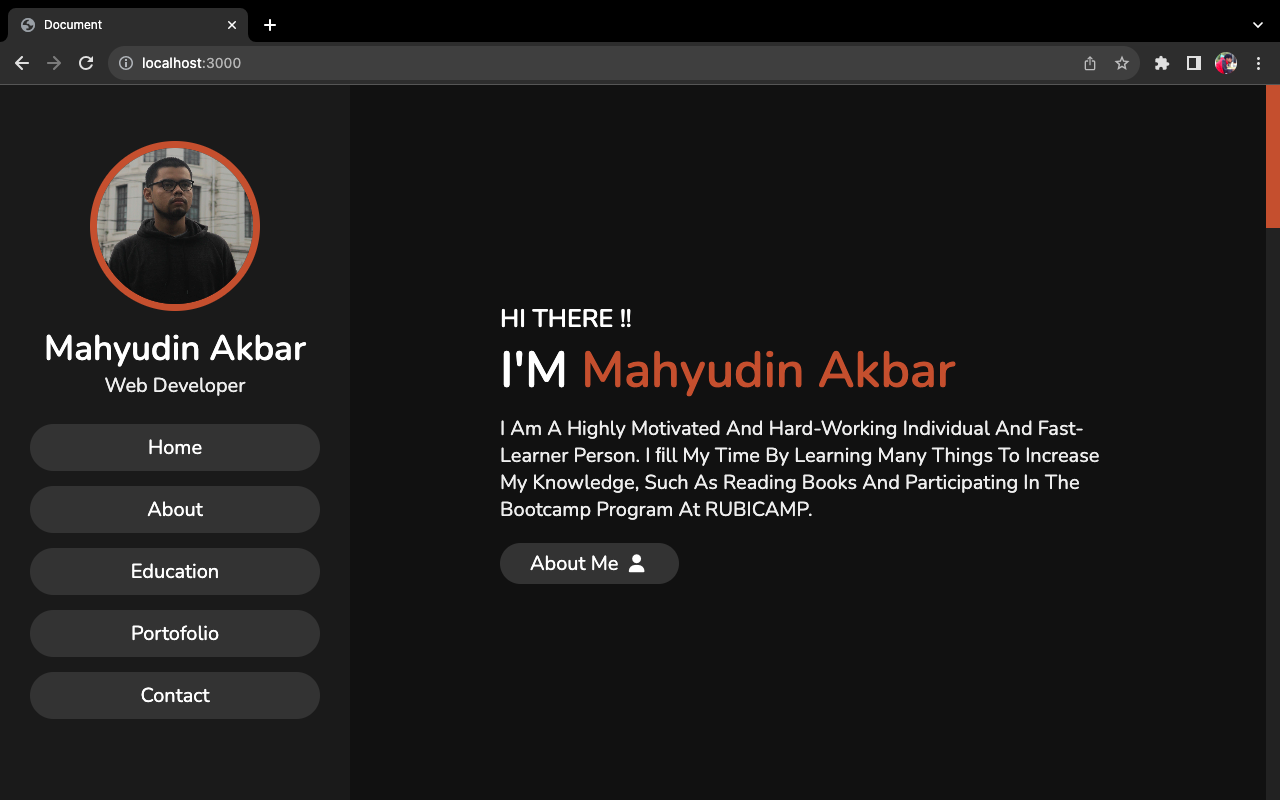 Document
localhost:3000
Mahyudin Akbar
Web Developer
Home
About
Education
Portofolio
Contact
HI THERE !!
I'M Mahyudin Akbar
I Am A Highly Motivated And Hard-Working Individual And Fast-
Learner Person. I fill My Time By Learning Many Things To Increase
My Knowledge, Such As Reading Books And Participating In The
Bootcamp Program At RUBICAMP.
About Me